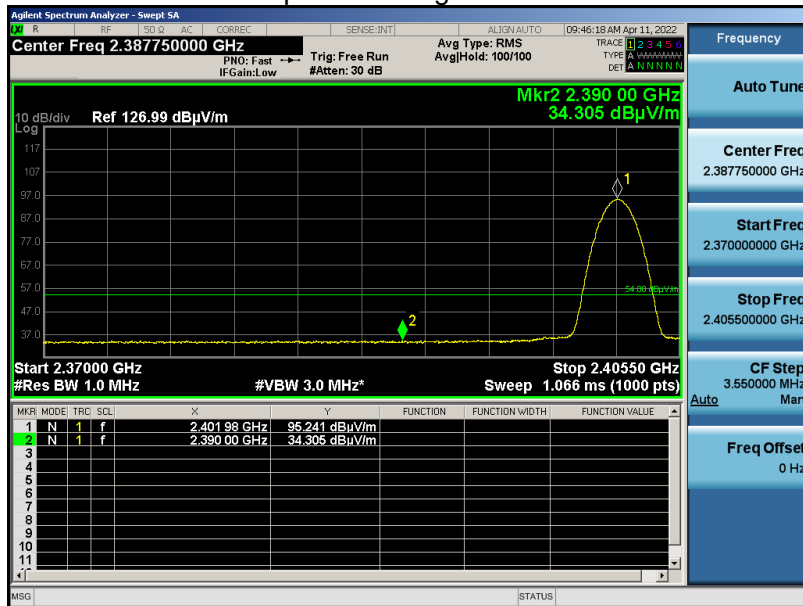 Agilent Spectrum Analyzer - Swept SA
LXI R RF 50 Ω AC CORREC SENSE:INT ALIGN AUTO 09:46:18 AM Apr 11, 2022
Center Freq 2.387750000 GHz
PNO: Fast
IFGain:Low
Trig: Free Run
#Atten: 30 dB
Avg Type: RMS
Avg|Hold: 100/100
TRACE 1 2 3 4 5 6
TYPE A WWWWW
DET A N N N N N
Mkr2 2.390 00 GHz
34.305 dBµV/m
10 dB/div Ref 126.99 dBµV/m
Log
117
107
97.0
87.0
77.0
67.0
57.0
47.0
37.0
1
54.00 dBµV/m
2
Start 2.37000 GHz Stop 2.40550 GHz
#Res BW 1.0 MHz #VBW 3.0 MHz* Sweep 1.066 ms (1000 pts)
MKR MODE TRC SCL X Y FUNCTION FUNCTION WIDTH FUNCTION VALUE
1 N 1 f 2.401 98 GHz 95.241 dBµV/m
2 N 1 f 2.390 00 GHz 34.305 dBµV/m
3
4
5
6
7
8
9
10
11
MSG STATUS
Frequency
Auto Tune
Center Freq
2.387750000 GHz
Start Freq
2.370000000 GHz
Stop Freq
2.405500000 GHz
CF Step
3.550000 MHz
Auto Man
Freq Offset
0 Hz